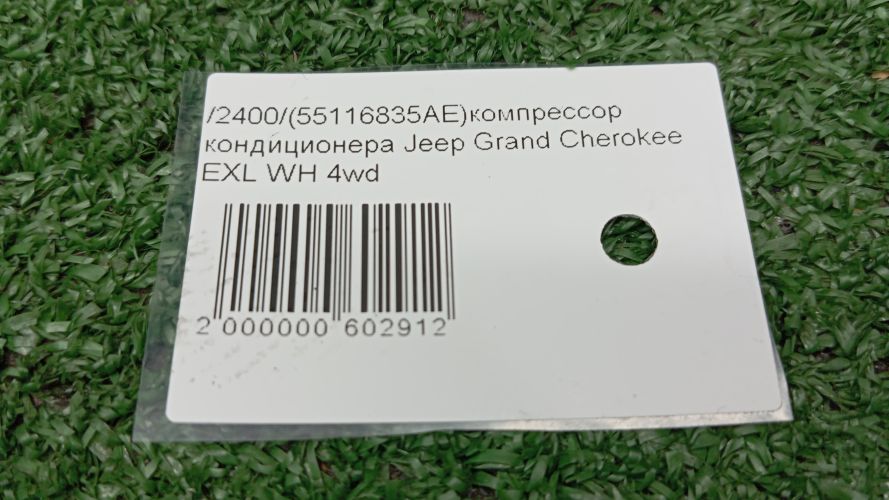 /2400/(55116835AE)компрессор
кондиционера Jeep Grand Cherokee
EXL WH 4wd
2 000000 602912